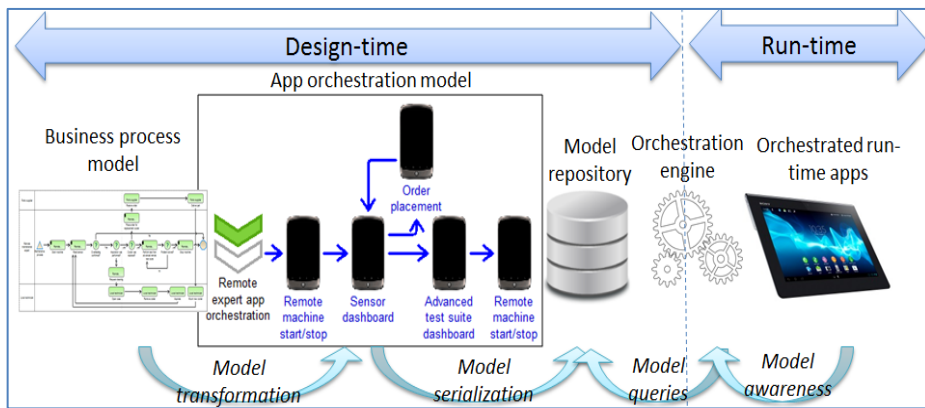 Design-time
Run-time
App orchestration model
Business process
model
Model
repository
Orchestration
engine
Orchestrated run-
time apps
Order
placement
Remote
expert app
orchestration
Remote
machine
start/stop
Sensor
dashboard
Advanced
test suite
dashboard
Remote
machine
start/stop
Model
transformation
Model
serialization
Model
queries
Model
awareness